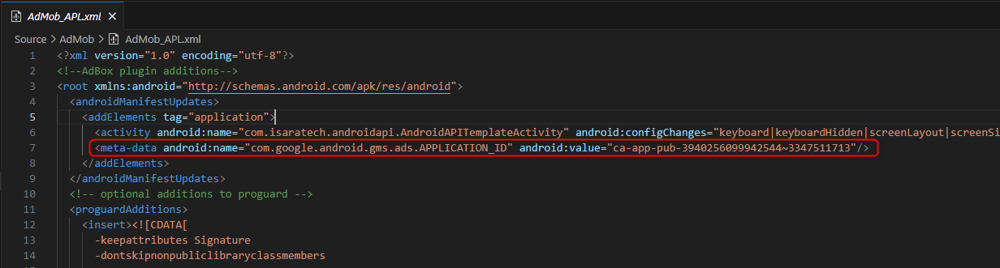 AdMob_APL.xml
Source > AdMob > AdMob_APL.xml
1 <?xml version="1.0" encoding="utf-8"?>
2 <!--AdBox plugin additions-->
3 <root xmlns:android="http://schemas.android.com/apk/res/android">
4 <androidManifestUpdates>
5 <addElements tag="application">
6 <activity android:name="com.isaratech.androidapi.AndroidAPITemplateActivity" android:configChanges="keyboard|keyboardHidden|screenLayout|screenSi
7 <meta-data android:name="com.google.android.gms.ads.APPLICATION_ID" android:value="ca-app-pub-3940256099942544~3347511713"/>
8 </addElements>
9 </androidManifestUpdates>
10 <!-- optional additions to proguard -->
11 <proguardAdditions>
12 <insert><![CDATA[
13 -keepattributes Signature
14 -dontskipnonpubliclibraryclassmembers